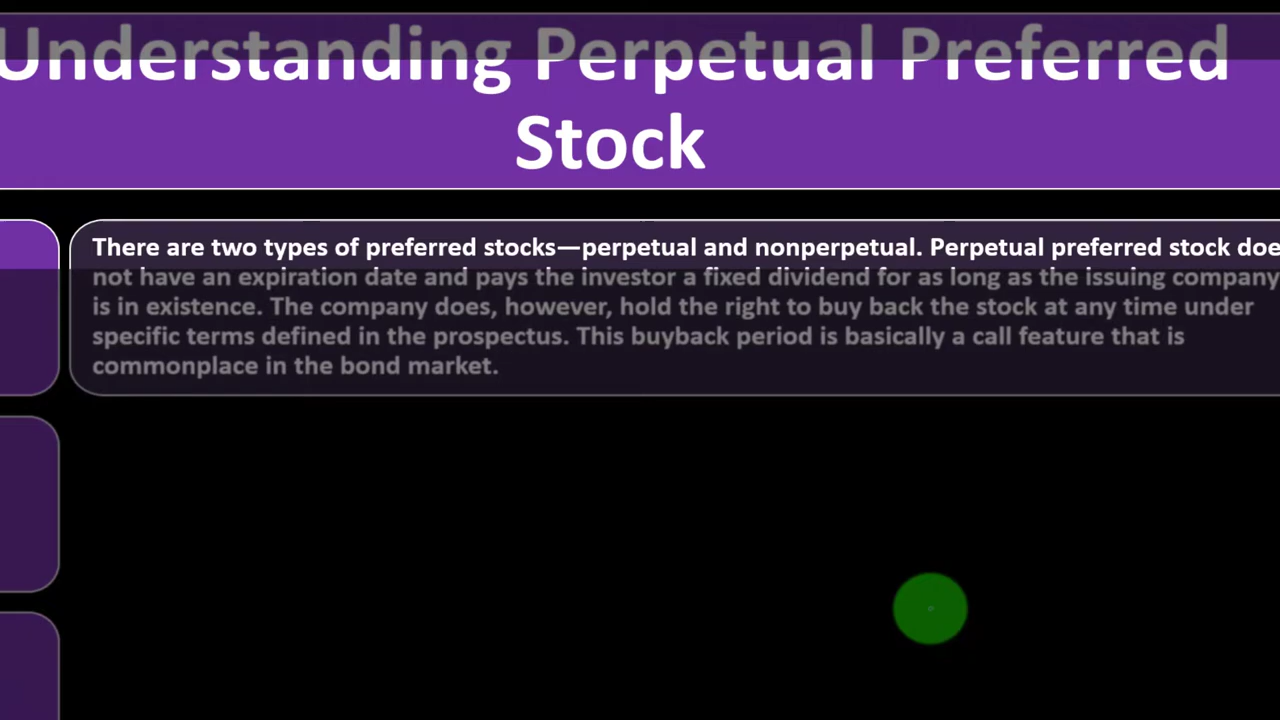 Understanding Perpetual Preferred
Stock
There are two types of preferred stocks—perpetual and nonperpetual. Perpetual preferred stock doe
not have an expiration date and pays the investor a fixed dividend for as long as the issuing company
is in existence. The company does, however, hold the right to buy back the stock at any time under
specific terms defined in the prospectus. This buyback period is basically a call feature that is
commonplace in the bond market.